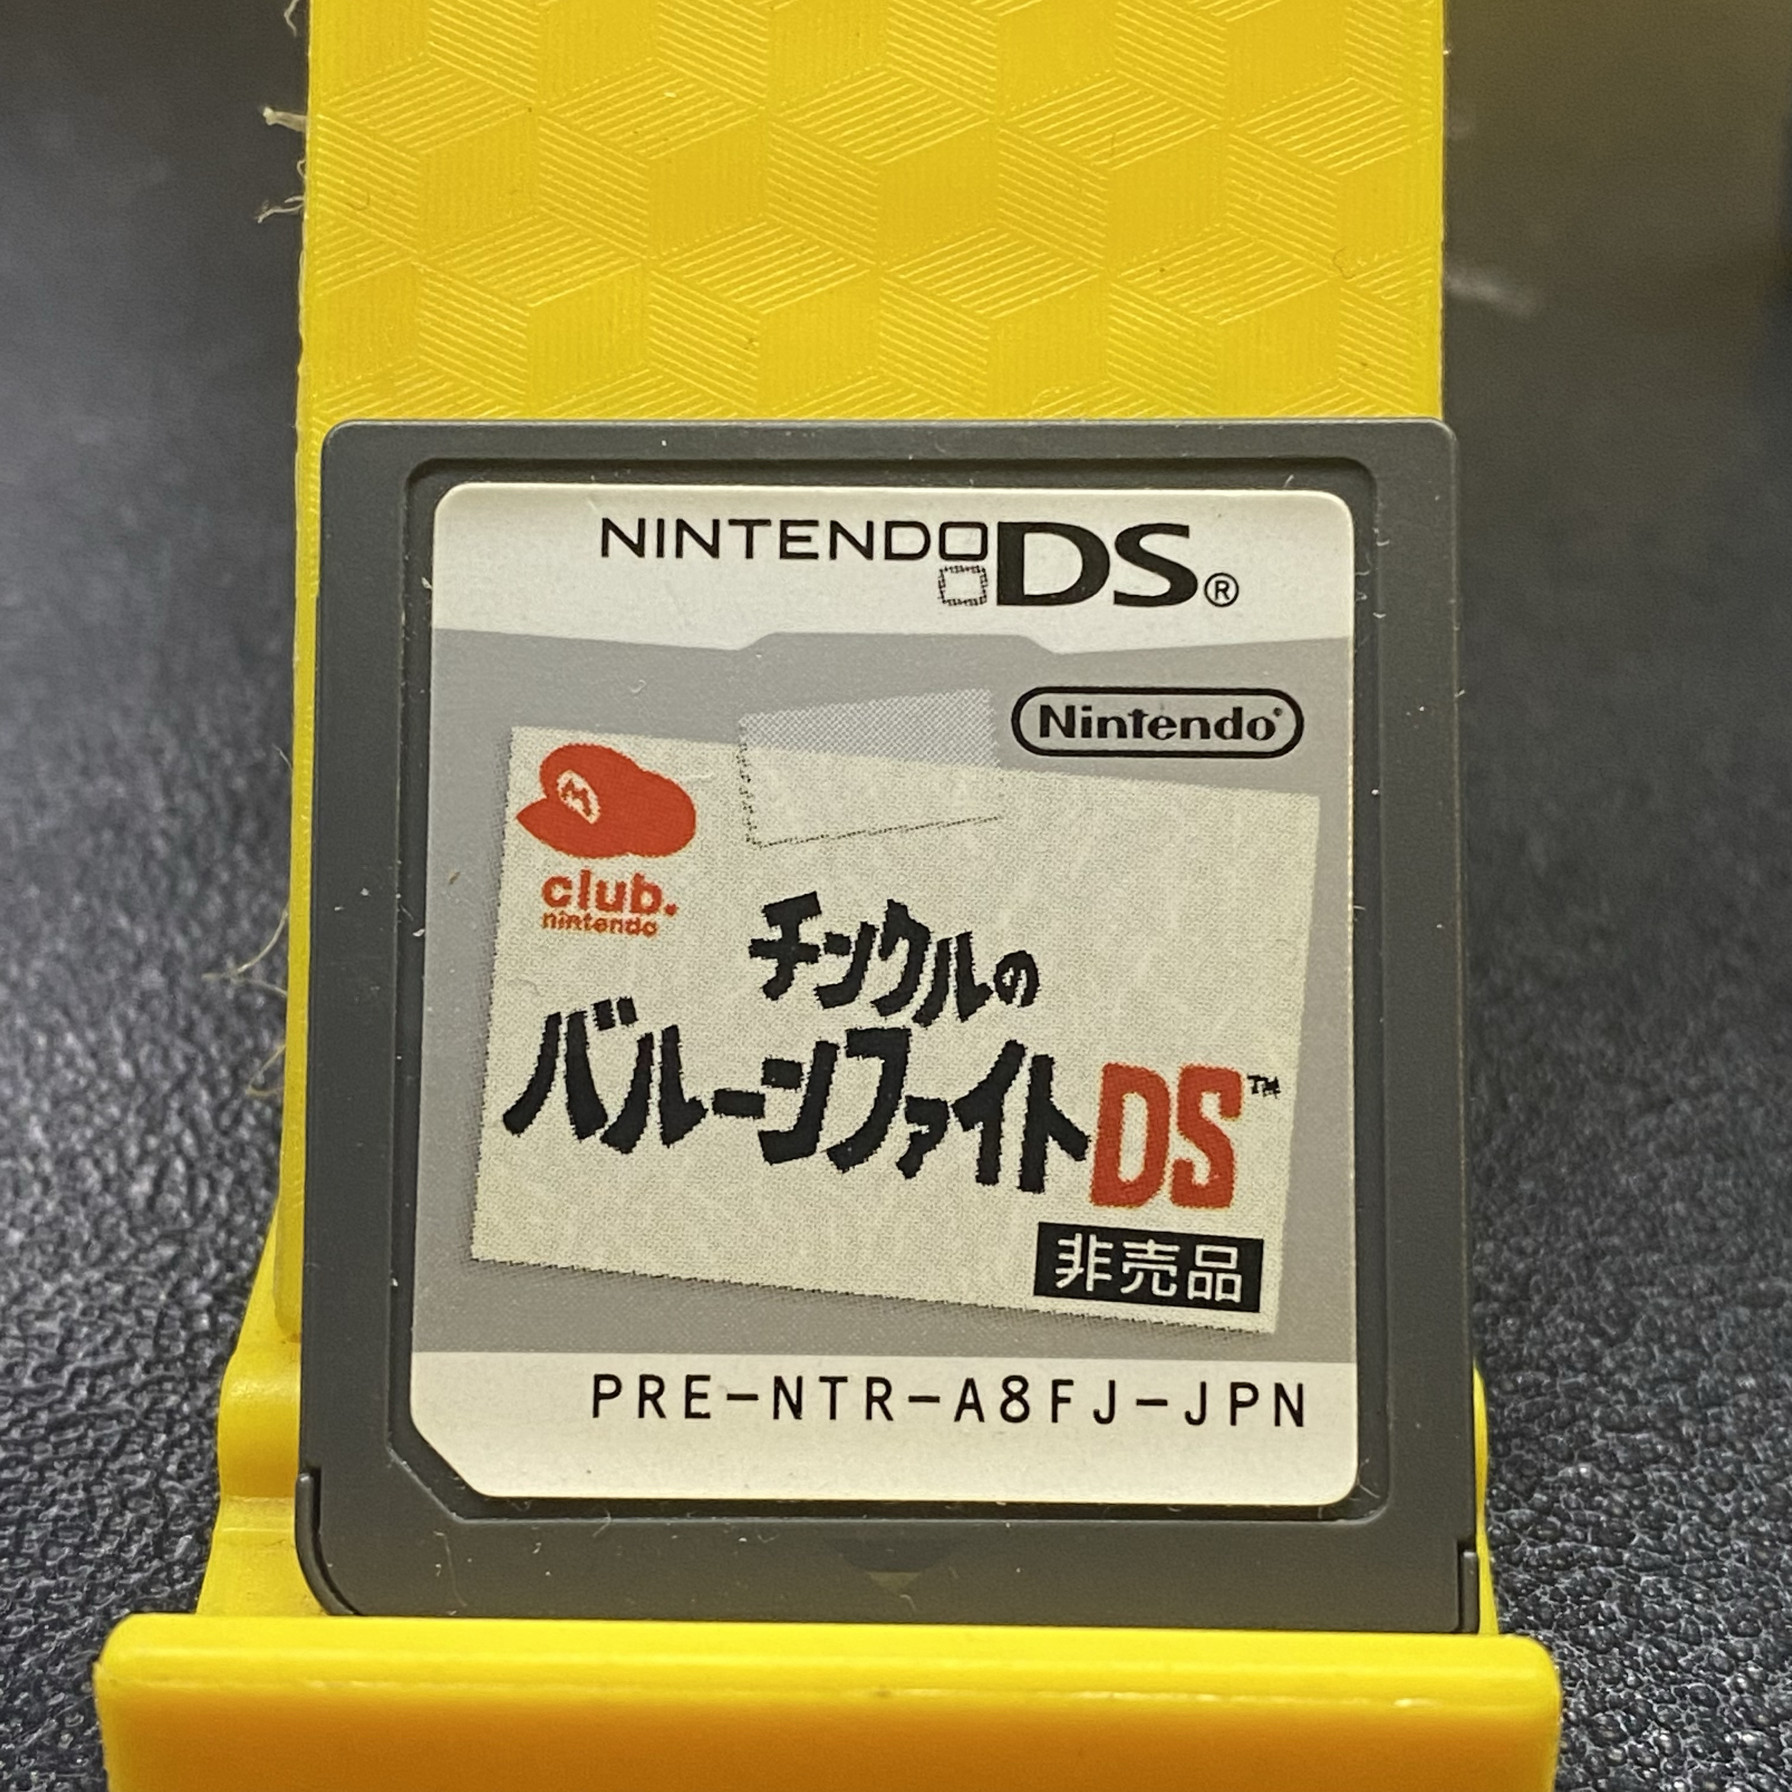 NINTENDO DS®
Nintendo®
M
club.
nintendo
チンクルの
バルーンファイトDS™
非売品
PRE-NTR-A8FJ-JPN